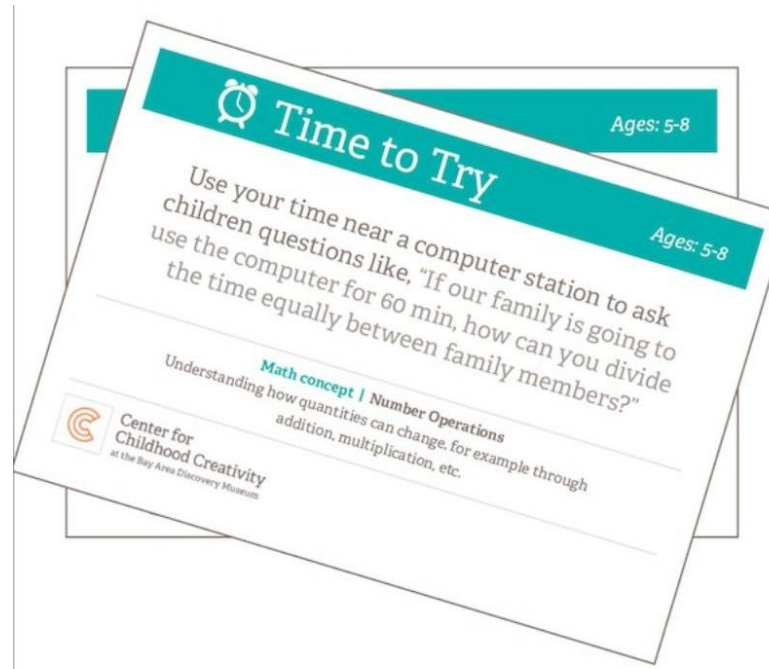 Ages: 5-8
Time to Try
Ages: 5-8
Use your time near a computer station to ask
children questions like, “If our family is going to
use the computer for 60 min, how can you divide
the time equally between family members?”
Math concept | Number Operations
Understanding how quantities can change, for example through
addition, multiplication, etc.
Center for
Childhood Creativity
at the Bay Area Discovery Museum